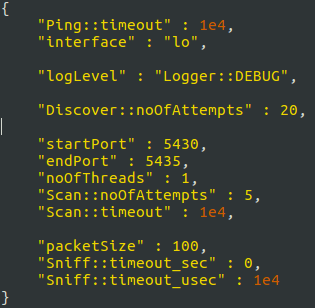 {
"Ping::timeout" : 1e4,
"interface" : "lo",
"logLevel" : "Logger::DEBUG",
"Discover::noOfAttempts" : 20,
"startPort" : 5430,
"endPort" : 5435,
"noOfThreads" : 1,
"Scan::noOfAttempts" : 5,
"Scan::timeout" : 1e4,
"packetSize" : 100,
"Sniff::timeout_sec" : 0,
"Sniff::timeout_usec" : 1e4
}